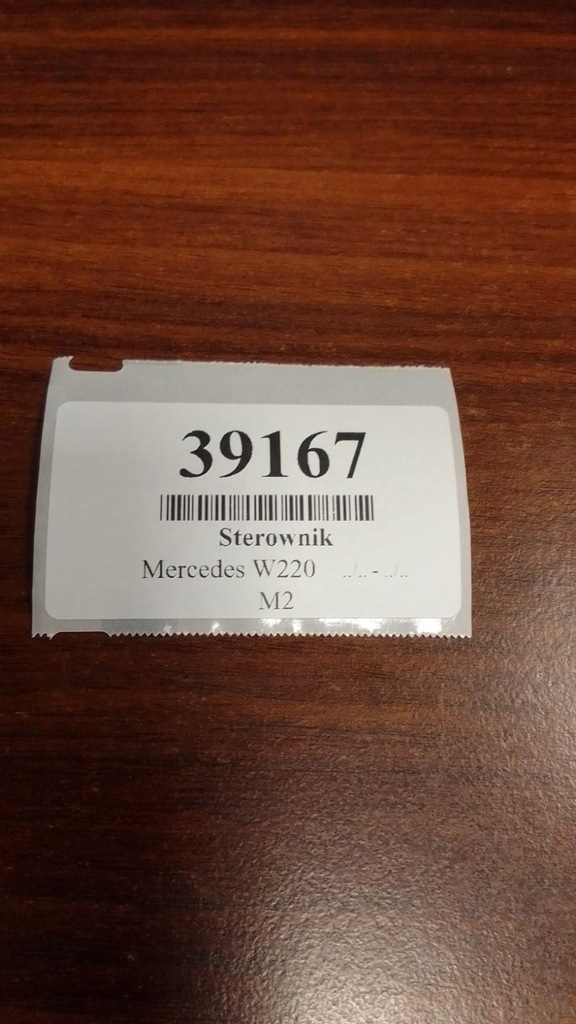 39167
Sterownik
Mercedes W220 ../.. - ../..
M2